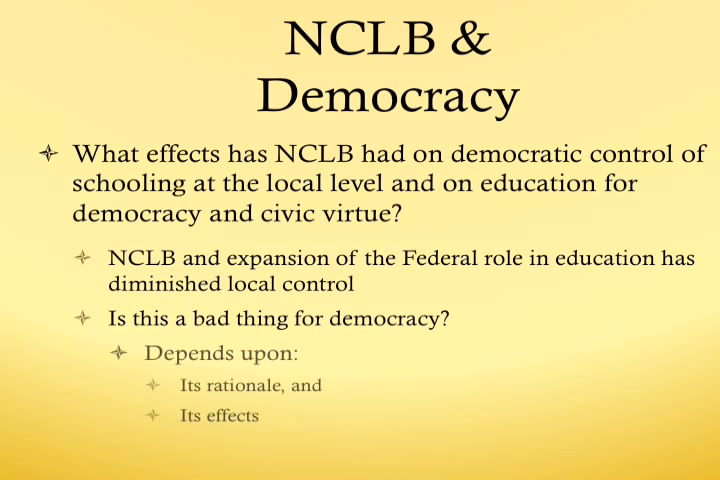 NCLB &
Democracy
What effects has NCLB had on democratic control of
schooling at the local level and on education for
democracy and civic virtue?
NCLB and expansion of the Federal role in education has
diminished local control
Is this a bad thing for democracy?
Depends upon:
Its rationale, and
Its effects